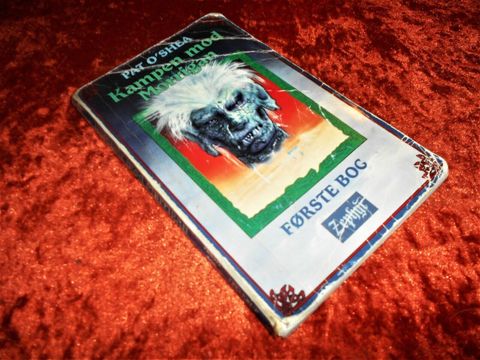 PAT O'SHEA
Kampen mod
Morrigan
FØRSTE BOG
Zephyr